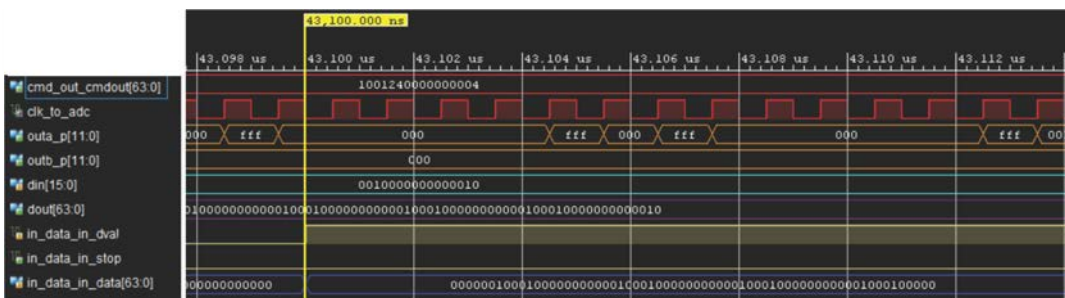 43,100.000 ns
43.098 us 43.100 us 43.102 us 43.104 us 43.106 us 43.108 us 43.110 us 43.112 us
cmd_out_cmdout[63:0] 1001240000000004
clk_to_adc
outa_p[11:0] 000 fff 000 fff 000 fff 000 fff 00
outb_p[11:0] 000
din[15:0] 0010000000000010
dout[63:0]
in_data_in_dval
in_data_in_stop
in_data_in_data[63:0]